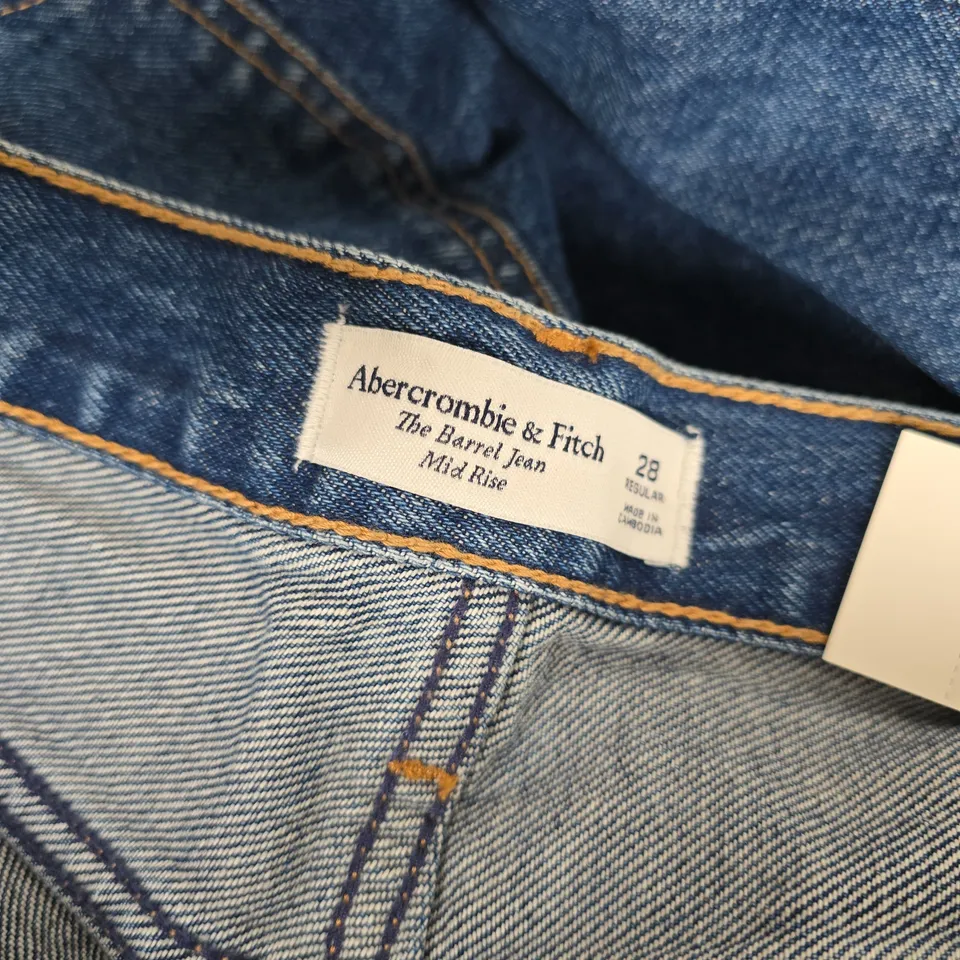 Abercrombie & Fitch
The Barrel Jean
Mid Rise
28
REGULAR
MADE IN
CAMBODIA